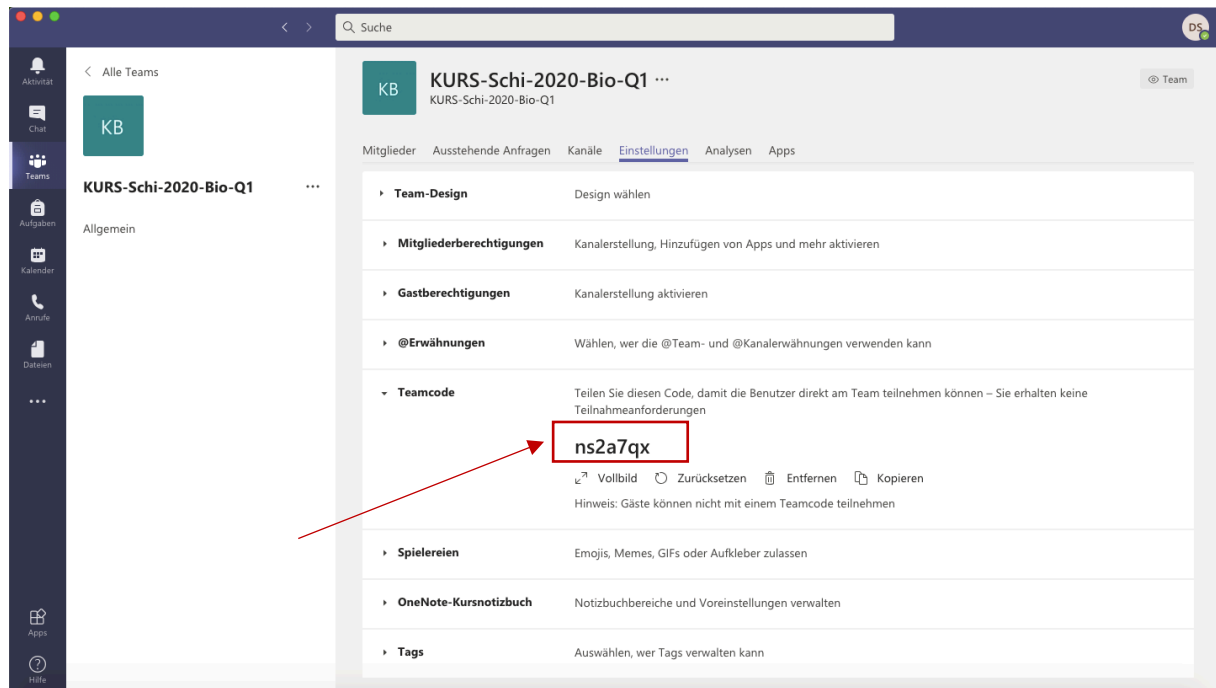 Suche
DS
Aktivität
Chat
Teams
Aufgaben
Kalender
Anrufe
Dateien
Apps
Hilfe
Alle Teams
KB
KURS-Schi-2020-Bio-Q1 ...
Allgemein
KB
KURS-Schi-2020-Bio-Q1 ...
KURS-Schi-2020-Bio-Q1
Team
Mitglieder Ausstehende Anfragen Kanäle Einstellungen Analysen Apps
Team-Design Design wählen
Mitgliederberechtigungen Kanalerstellung, Hinzufügen von Apps und mehr aktivieren
Gastberechtigungen Kanalerstellung aktivieren
@Erwähnungen Wählen, wer die @Team- und @Kanalerwähnungen verwenden kann
Teamcode Teilen Sie diesen Code, damit die Benutzer direkt am Team teilnehmen können – Sie erhalten keine
Teilnahmeanforderungen
ns2a7qx
Vollbild Zurücksetzen Entfernen Kopieren
Hinweis: Gäste können nicht mit einem Teamcode teilnehmen
Spielereien Emojis, Memes, GIFs oder Aufkleber zulassen
OneNote-Kursnotizbuch Notizbuchbereiche und Voreinstellungen verwalten
Tags Auswählen, wer Tags verwalten kann